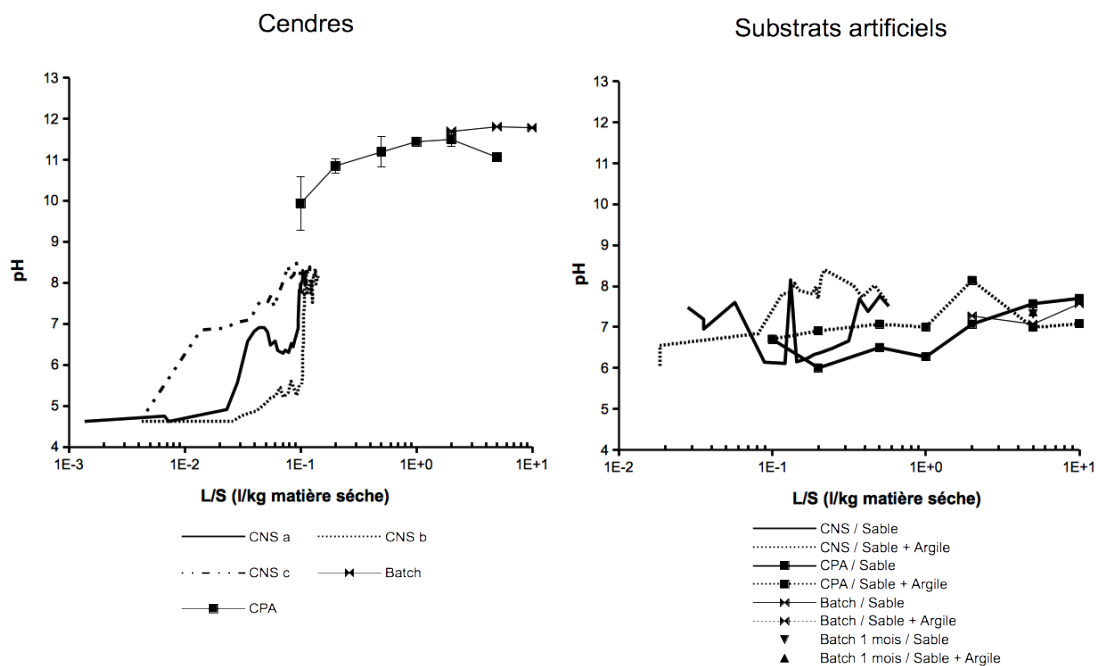 Cendres
13
12
11
10
9
8
7
6
5
4
pH
1E-3 1E-2 1E-1 1E+0 1E+1
L/S (l/kg matière séche)
CNS a CNS b
CNS c Batch
CPA
Substrats artificiels
13
12
11
10
9
8
7
6
5
4
pH
1E-2 1E-1 1E+0 1E+1
L/S (l/kg matière séche)
CNS / Sable
CNS / Sable + Argile
CPA / Sable
CPA / Sable + Argile
Batch / Sable
Batch / Sable + Argile
Batch 1 mois / Sable
Batch 1 mois / Sable + Argile